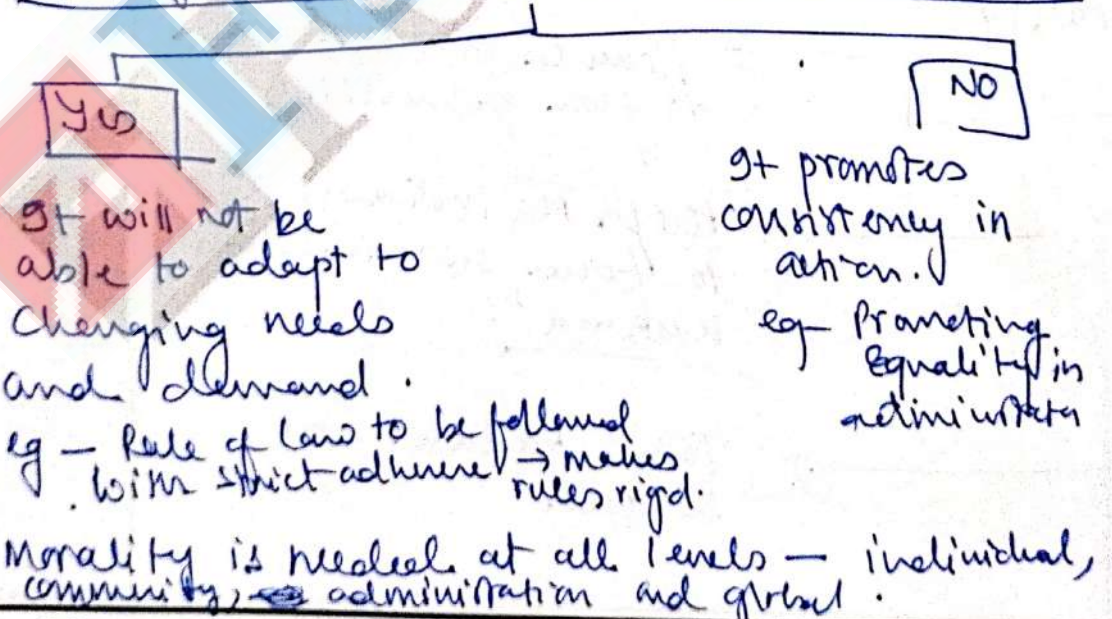 Yes
It will not be
able to adapt to
Changing needs
and demand.
eg - Rule of Law to be followed
with strict adherence → makes
rules rigid.
NO
It promotes
consistency in
action.
eg - Promoting
Equality in
administration
Morality is needed at all levels — individual,
community, administration and global.